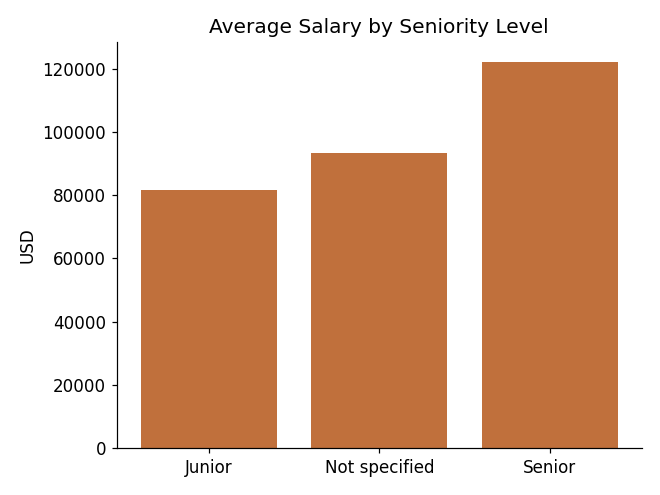 Average Salary by Seniority Level
120000
100000
80000
60000
40000
20000
0
USD
Junior
Not specified
Senior